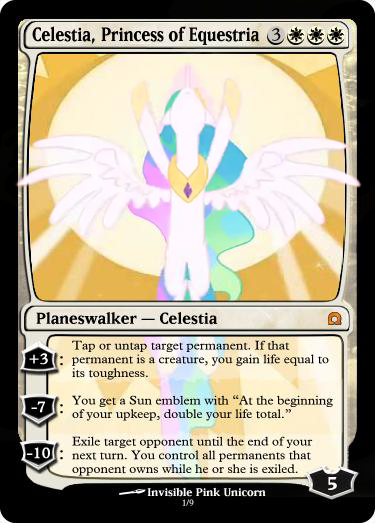 Celestia, Princess of Equestria 3
Planeswalker — Celestia
+3: Tap or untap target permanent. If that
permanent is a creature, you gain life equal to
its toughness.
-7: You get a Sun emblem with “At the beginning
of your upkeep, double your life total.”
-10: Exile target opponent until the end of your
next turn. You control all permanents that
opponent owns while he or she is exiled.
5
Invisible Pink Unicorn
1/9